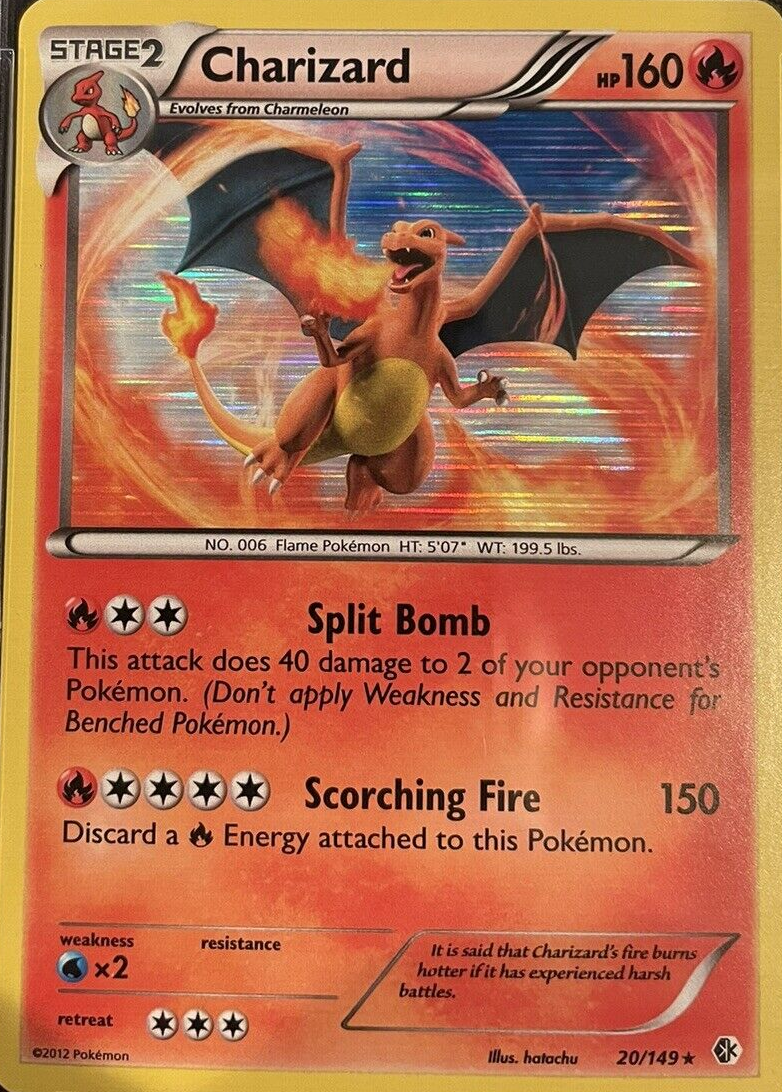 STAGE2
Charizard
HP160
Evolves from Charmeleon
NO. 006 Flame Pokémon HT: 5'07" WT: 199.5 lbs.
Split Bomb
This attack does 40 damage to 2 of your opponent's
Pokémon. (Don't apply Weakness and Resistance for
Benched Pokémon.)
Scorching Fire 150
Discard a Energy attached to this Pokémon.
weakness resistance
×2
retreat
It is said that Charizard's fire burns
hotter if it has experienced harsh
battles.
©2012 Pokémon
Illus. hatachu 20/149★